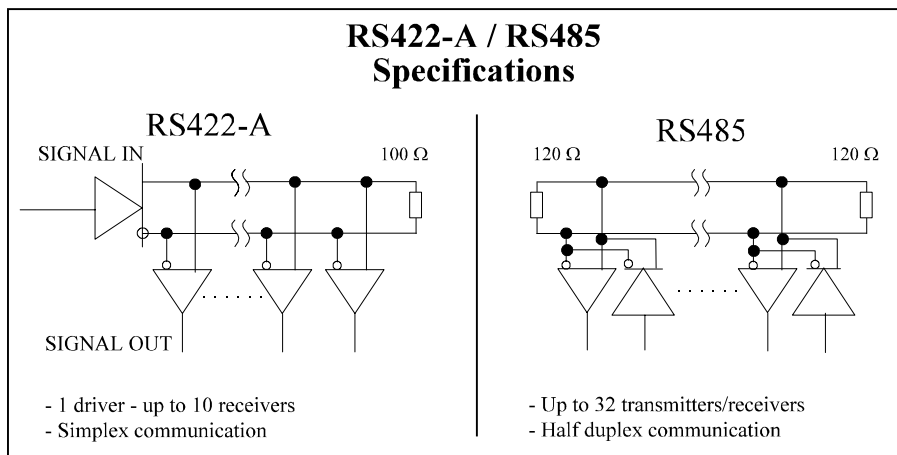 RS422-A / RS485
Specifications
RS422-A
SIGNAL IN
100 Ω
SIGNAL OUT
- 1 driver - up to 10 receivers
- Simplex communication
RS485
120 Ω
120 Ω
- Up to 32 transmitters/receivers
- Half duplex communication